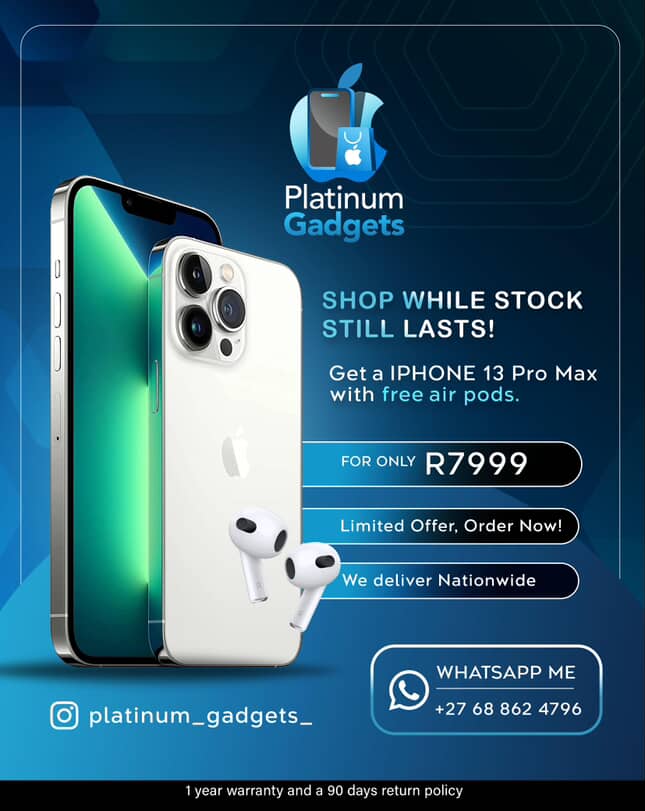 Platinum
Gadgets
SHOP WHILE STOCK
STILL LASTS!
Get a IPHONE 13 Pro Max
with free air pods.
FOR ONLY R7999
Limited Offer, Order Now!
We deliver Nationwide
WHATSAPP ME
+27 68 862 4796
platinum_gadgets_
1 year warranty and a 90 days return policy